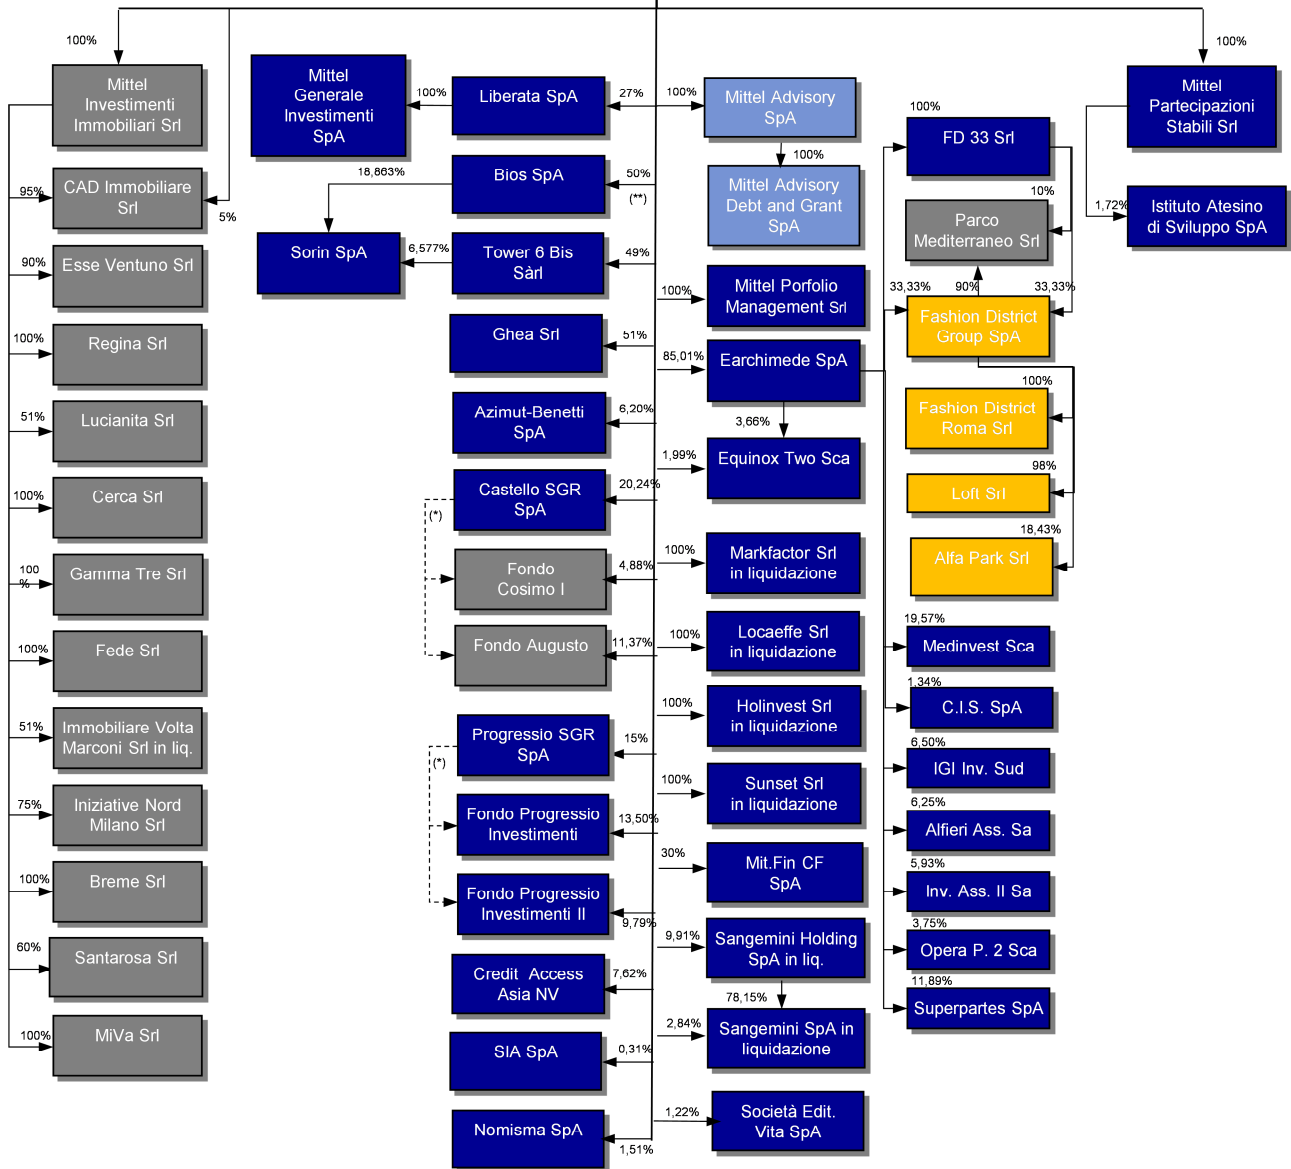 100%
Mittel
Investimenti
Immobiliari Srl
95%
CAD Immobiliare
Srl
5%
90%
Esse Ventuno Srl
100%
Regina Srl
51%
Lucianita Srl
100%
Cerca Srl
100
%
Gamma Tre Srl
100%
Fede Srl
51%
Immobiliare Volta
Marconi Srl in liq.
75%
Iniziative Nord
Milano Srl
100%
Breme Srl
60%
Santarosa Srl
100%
MiVa Srl
Mittel
Generale
Investimenti
SpA
100%
Liberata SpA
27%
18,863%
Bios SpA
50%
(**)
Sorin SpA
6,577%
Tower 6 Bis
Sàrl
49%
Ghea Srl
51%
Azimut-Benetti
SpA
6,20%
Castello SGR
SpA
20,24%
(*)
Fondo
Cosimo I
4,88%
Fondo Augusto
11,37%
Progressio SGR
SpA
15%
(*)
Fondo Progressio
Investimenti
13,50%
Fondo Progressio
Investimenti II
9,79%
Credit Access
Asia NV
7,62%
SIA SpA
0,31%
Nomisma SpA
1,51%
100%
Mittel Advisory
SpA
100%
Mittel Advisory
Debt and Grant
SpA
100%
Mittel Porfolio
Management Srl
85,01%
Earchimede SpA
3,66%
1,99%
Equinox Two Sca
100%
Markfactor Srl
in liquidazione
100%
Locaeffe Srl
in liquidazione
100%
Holinvest Srl
in liquidazione
100%
Sunset Srl
in liquidazione
30%
Mit.Fin CF
SpA
9,91%
Sangemini Holding
SpA in liq.
78,15%
2,84%
Sangemini SpA in
liquidazione
1,22%
Società Edit.
Vita SpA
100%
FD 33 Srl
10%
Parco
Mediterraneo Srl
33,33%
90%
33,33%
Fashion District
Group SpA
100%
Fashion District
Roma Srl
98%
Loft Srl
18,43%
Alfa Park Srl
19,57%
Medinvest Sca
1,34%
C.I.S. SpA
6,50%
IGI Inv. Sud
6,25%
Alfieri Ass. Sa
5,93%
Inv. Ass. II Sa
3,75%
Opera P. 2 Sca
11,89%
Superpartes SpA
100%
Mittel
Partecipazioni
Stabili Srl
1,72%
Istituto Atesino
di Sviluppo SpA